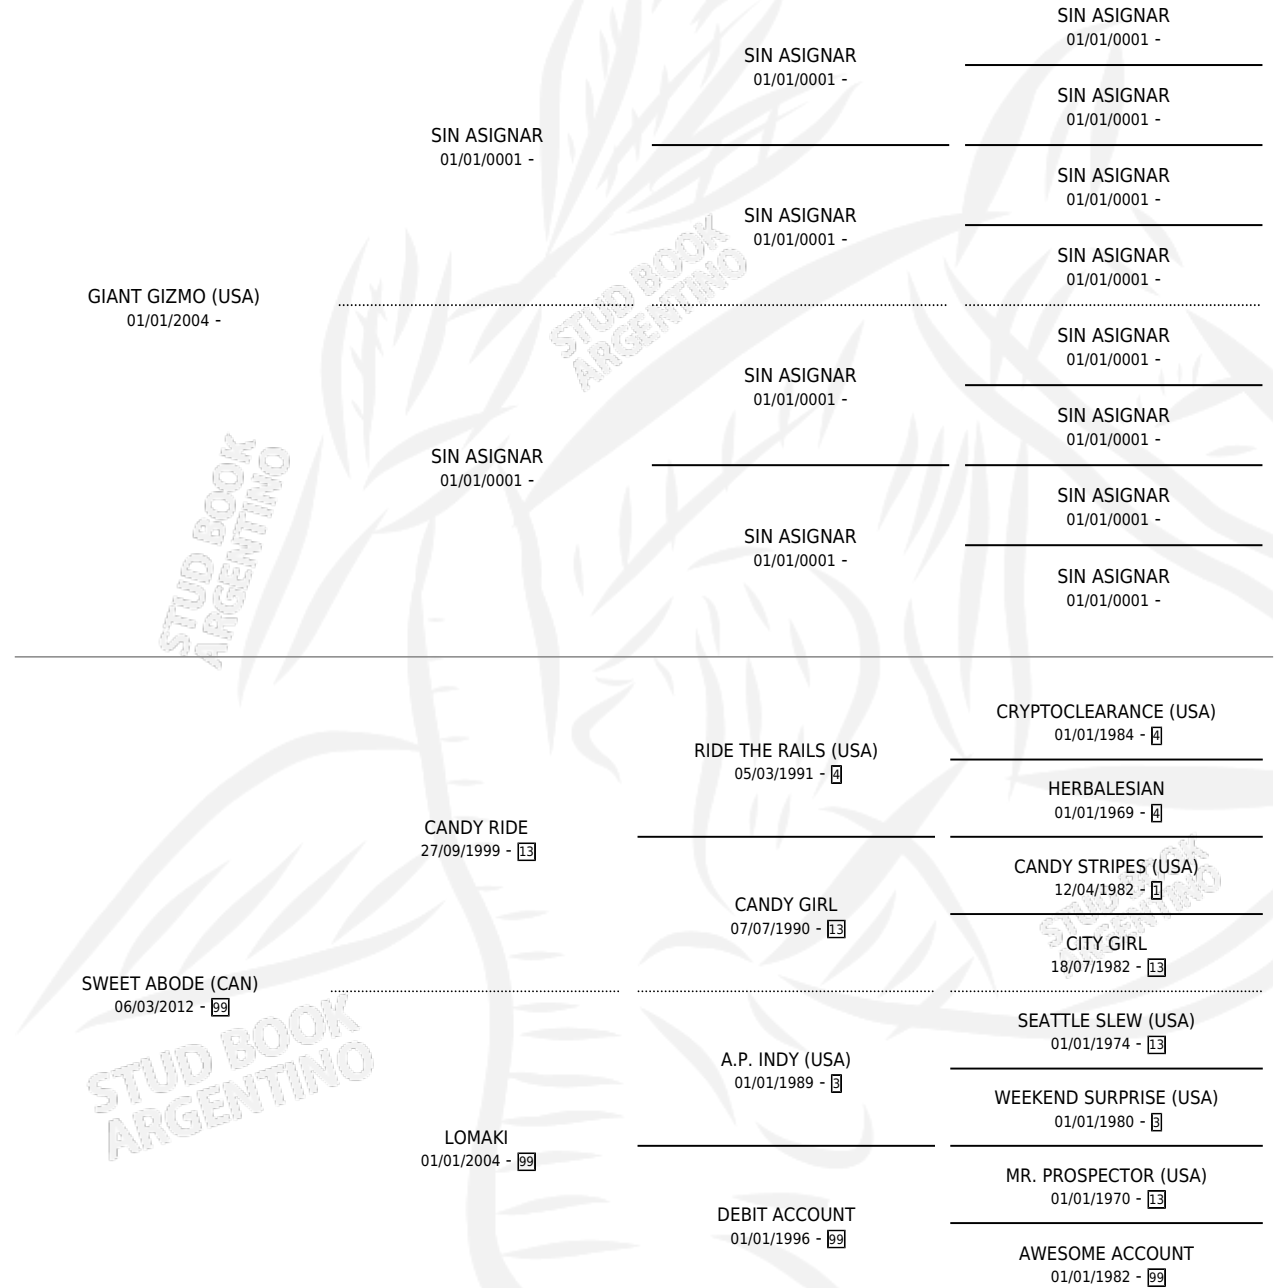 SIN ASIGNAR
01/01/0001 -
SIN ASIGNAR
01/01/0001 -
SIN ASIGNAR
01/01/0001 -
SIN ASIGNAR
01/01/0001 -
SIN ASIGNAR
01/01/0001 -
SIN ASIGNAR
01/01/0001 -
SIN ASIGNAR
01/01/0001 -
STUD BOOK
ARGENTINO
GIANT GIZMO (USA)
01/01/2004 -
SIN ASIGNAR
01/01/0001 -
SIN ASIGNAR
01/01/0001 -
SIN ASIGNAR
01/01/0001 -
SIN ASIGNAR
01/01/0001 -
SIN ASIGNAR
01/01/0001 -
SIN ASIGNAR
01/01/0001 -
SIN ASIGNAR
01/01/0001 -
STUD BOOK
ARGENTINO
CRYPTOCLEARANCE (USA)
01/01/1984 - 4
RIDE THE RAILS (USA)
05/03/1991 - 4
HERBALESIAN
01/01/1969 - 4
CANDY RIDE
27/09/1999 - 13
CANDY STRIPES (USA)
12/04/1982 - 1
CANDY GIRL
07/07/1990 - 13
STUD BOOK
ARGENTINO
CITY GIRL
18/07/1982 - 13
SWEET ABODE (CAN)
06/03/2012 - 99
SEATTLE SLEW (USA)
01/01/1974 - 13
A.P. INDY (USA)
01/01/1989 - 3
STUD BOOK
ARGENTINO
WEEKEND SURPRISE (USA)
01/01/1980 - 3
LOMAKI
01/01/2004 - 99
MR. PROSPECTOR (USA)
01/01/1970 - 13
DEBIT ACCOUNT
01/01/1996 - 99
AWESOME ACCOUNT
01/01/1982 - 99